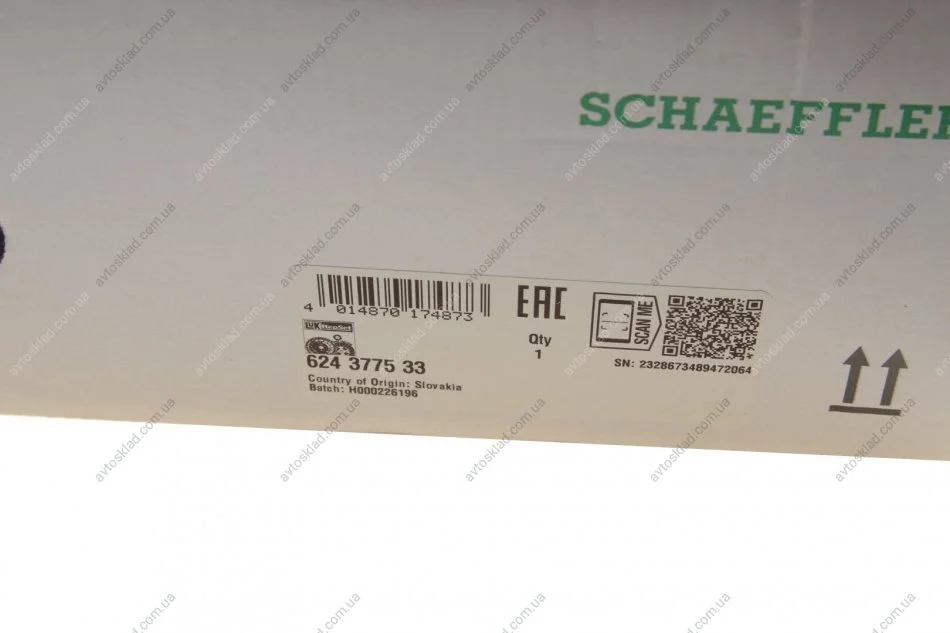 SCHAEFFLER
4 014870 174873
EAC
LUK RepSet
Qty
1
SCAN ME
624 3775 33
SN: 2328673489472064
Country of Origin: Slovakia
Batch: H000226196
avtosklad.com.ua